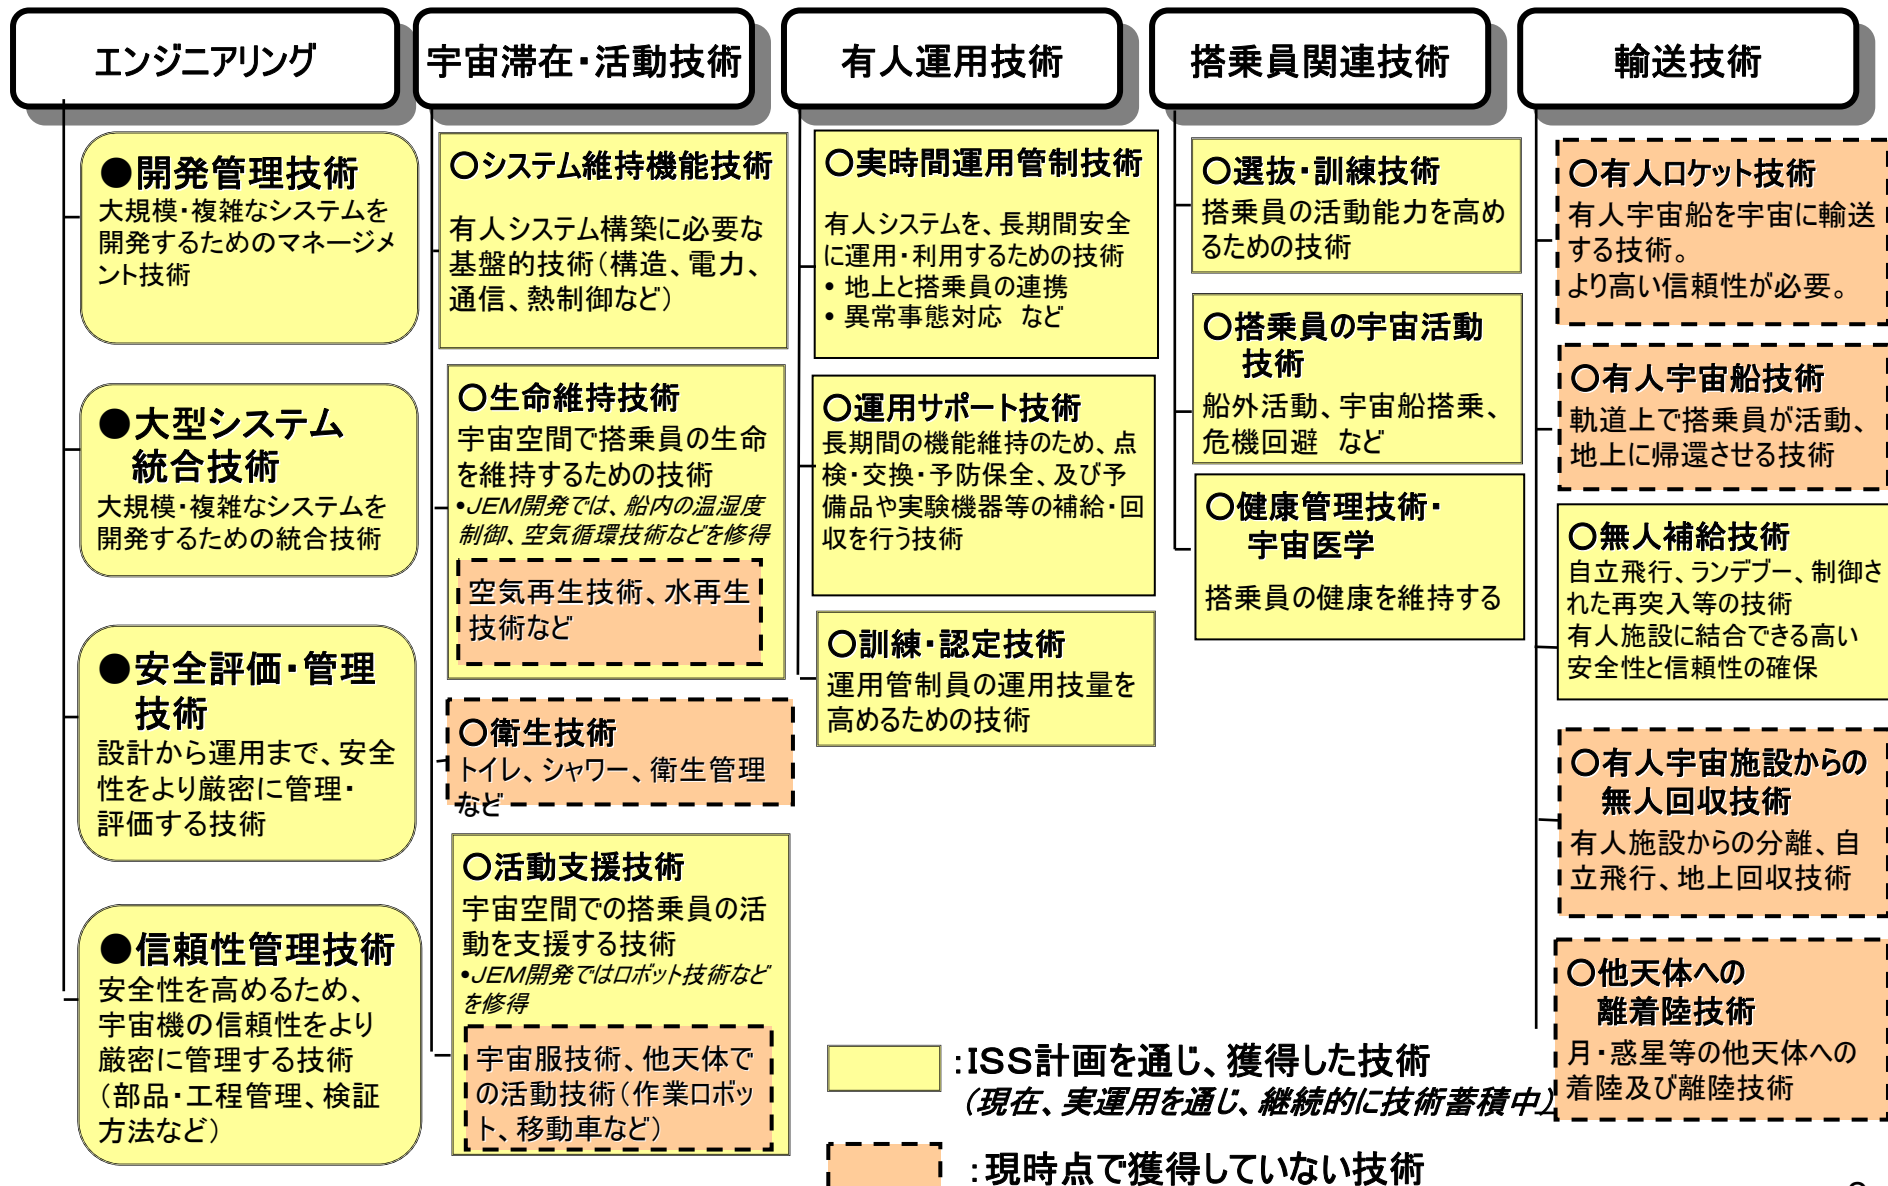 エンジニアリング
●開発管理技術
大規模・複雑なシステムを
開発するためのマネージメ
ント技術
●大型システム
統合技術
大規模・複雑なシステムを
開発するための統合技術
●安全評価・管理
技術
設計から運用まで、安全
性をより厳密に管理・
評価する技術
●信頼性管理技術
安全性を高めるため、
宇宙機の信頼性をより
厳密に管理する技術
（部品・工程管理、検証
方法など）
宇宙滞在・活動技術
○システム維持機能技術
有人システム構築に必要な
基盤的技術（構造、電力、
通信、熱制御など）
○生命維持技術
宇宙空間で搭乗員の生命
を維持するための技術
•JEM開発では、船内の温湿度
制御、空気循環技術などを修得
空気再生技術、水再生
技術など
○衛生技術
トイレ、シャワー、衛生管理
など
○活動支援技術
宇宙空間での搭乗員の活
動を支援する技術
•JEM開発ではロボット技術など
を修得
宇宙服技術、他天体で
の活動技術（作業ロボッ
ト、移動車など）
有人運用技術
○実時間運用管制技術
有人システムを、長期間安全
に運用・利用するための技術
• 地上と搭乗員の連携
• 異常事態対応 など
○運用サポート技術
長期間の機能維持のため、点
検・交換・予防保全、及び予
備品や実験機器等の補給・回
収を行う技術
○訓練・認定技術
運用管制員の運用技量を
高めるための技術
搭乗員関連技術
○選抜・訓練技術
搭乗員の活動能力を高め
るための技術
○搭乗員の宇宙活動
技術
船外活動、宇宙船搭乗、
危機回避 など
○健康管理技術・
宇宙医学
搭乗員の健康を維持する
輸送技術
○有人ロケット技術
有人宇宙船を宇宙に輸送
する技術。
より高い信頼性が必要。
○有人宇宙船技術
軌道上で搭乗員が活動、
地上に帰還させる技術
○無人補給技術
自立飛行、ランデブー、制御さ
れた再突入等の技術
有人施設に結合できる高い
安全性と信頼性の確保
○有人宇宙施設からの
無人回収技術
有人施設からの分離、自
立飛行、地上回収技術
○他天体への
離着陸技術
月・惑星等の他天体への
着陸及び離陸技術
：ISS計画を通じ、獲得した技術
（現在、実運用を通じ、継続的に技術蓄積中）
：現時点で獲得していない技術